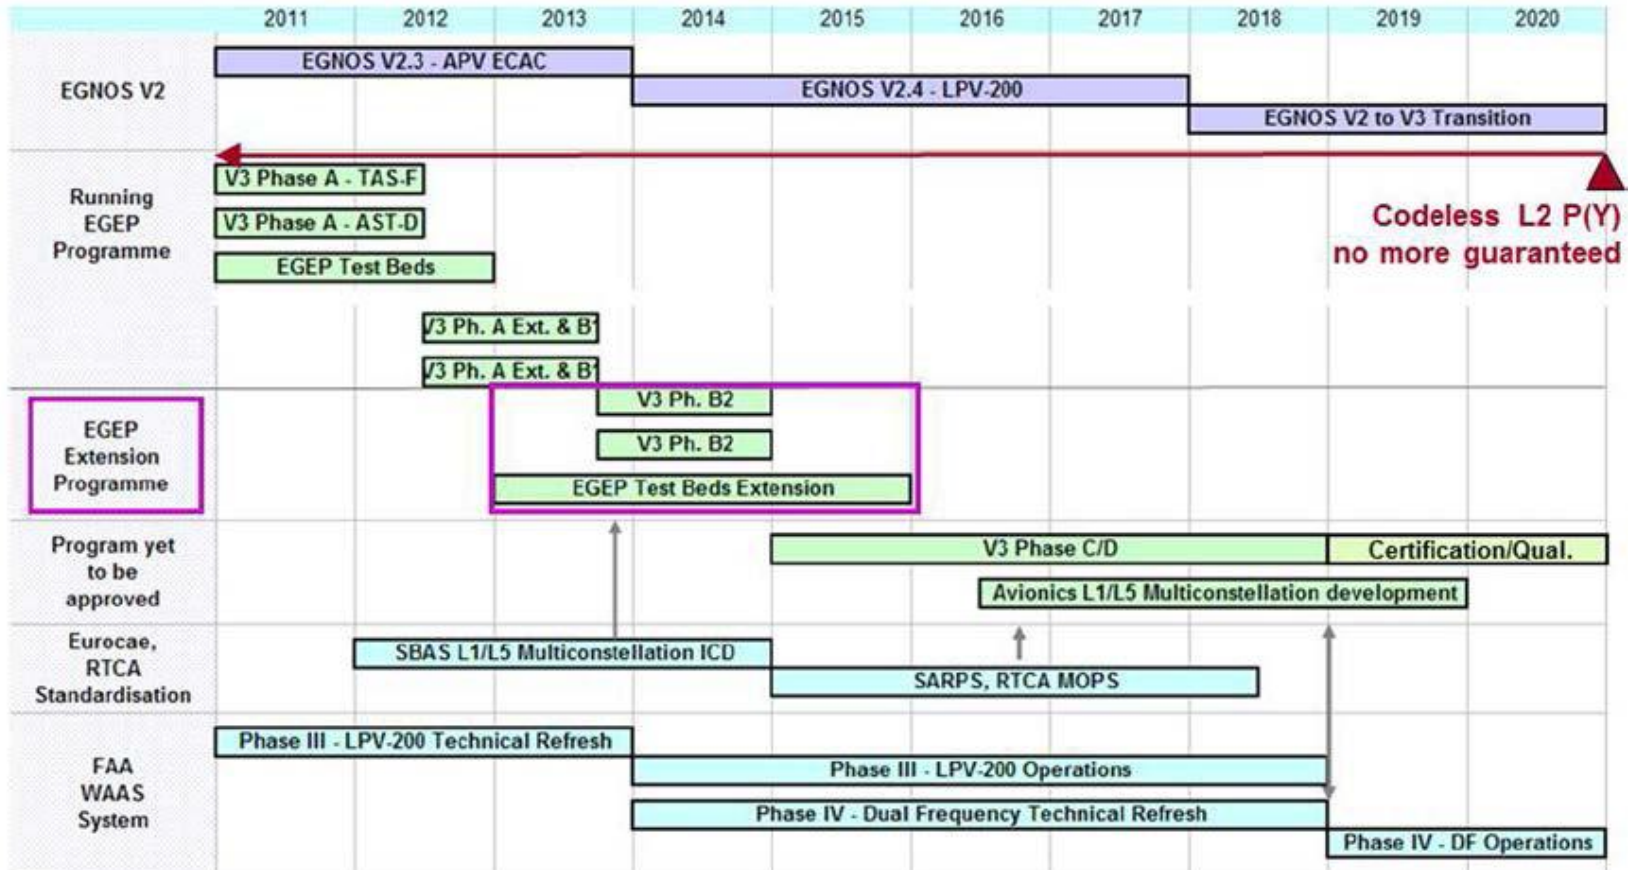 2011 2012 2013 2014 2015 2016 2017 2018 2019 2020
EGNOS V2
EGNOS V2.3 - APV ECAC
EGNOS V2.4 - LPV-200
EGNOS V2 to V3 Transition
Running
EGEP
Programme
V3 Phase A - TAS-F
V3 Phase A - AST-D
EGEP Test Beds
Codeless L2 P(Y)
no more guaranteed
V3 Ph. A Ext. & B1
V3 Ph. A Ext. & B1
EGEP
Extension
Programme
V3 Ph. B2
V3 Ph. B2
EGEP Test Beds Extension
Program yet
to be
approved
V3 Phase C/D
Certification/Qual.
Avionics L1/L5 Multiconstellation development
Eurocae,
RTCA
Standardisation
SBAS L1/L5 Multiconstellation ICD
SARPS, RTCA MOPS
FAA
WAAS
System
Phase III - LPV-200 Technical Refresh
Phase III - LPV-200 Operations
Phase IV - Dual Frequency Technical Refresh
Phase IV - DF Operations